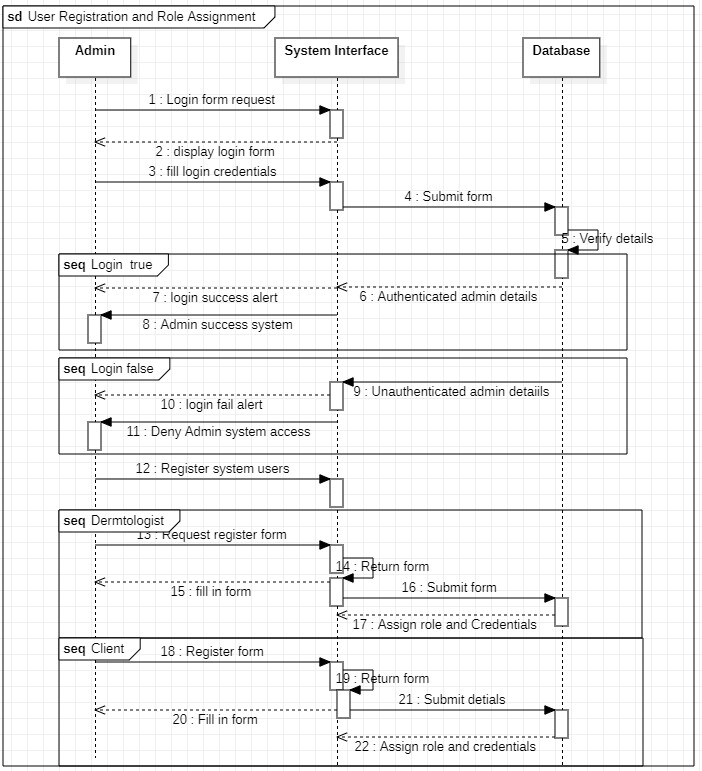 sd User Registration and Role Assignment
Admin
System Interface
Database
1 : Login form request
2 : display login form
3 : fill login credentials
4 : Submit form
5 : Verify details
seq Login true
6 : Authenticated admin details
7 : login success alert
8 : Admin success system
seq Login false
9 : Unauthenticated admin detaiils
10 : login fail alert
11 : Deny Admin system access
12 : Register system users
seq Dermtologist
13 : Request register form
14 : Return form
15 : fill in form
16 : Submit form
17 : Assign role and Credentials
seq Client
18 : Register form
19 : Return form
20 : Fill in form
21 : Submit detials
22 : Assign role and credentials